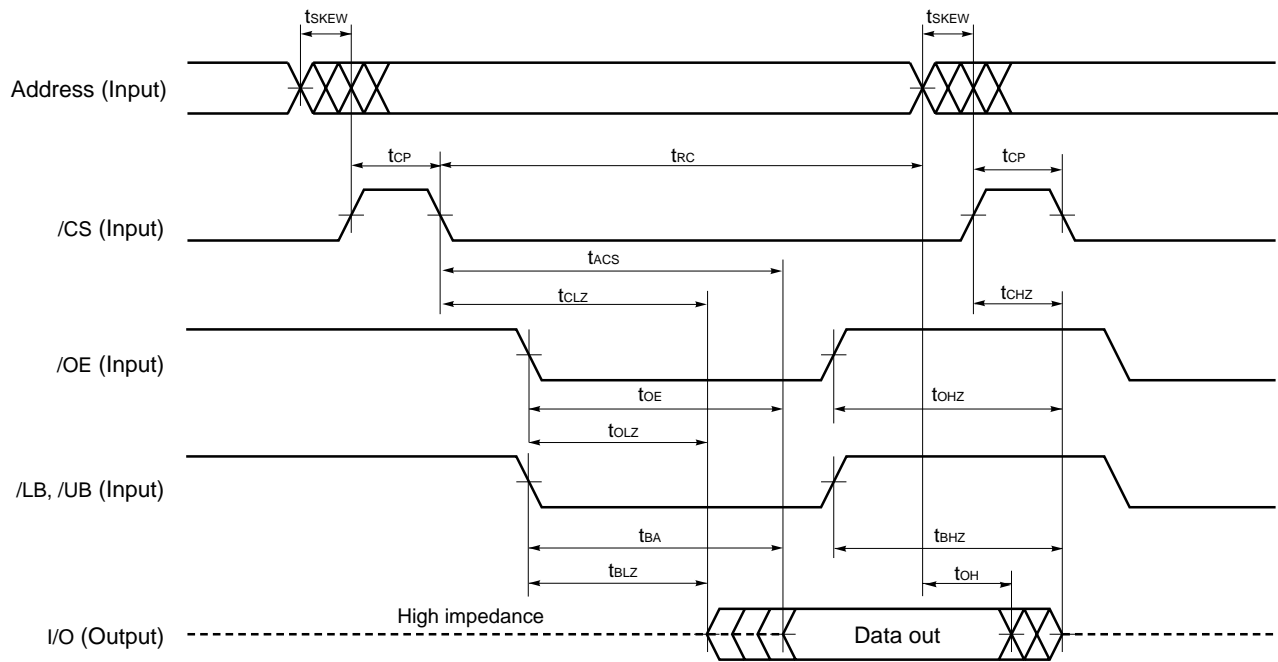 tSKEW
tSKEW
Address (Input)
tCP
tRC
tCP
/CS (Input)
tACS
tCLZ
tCHZ
/OE (Input)
tOE
tOHZ
tOLZ
/LB, /UB (Input)
tBA
tBHZ
tBLZ
tOH
High impedance
I/O (Output)
Data out